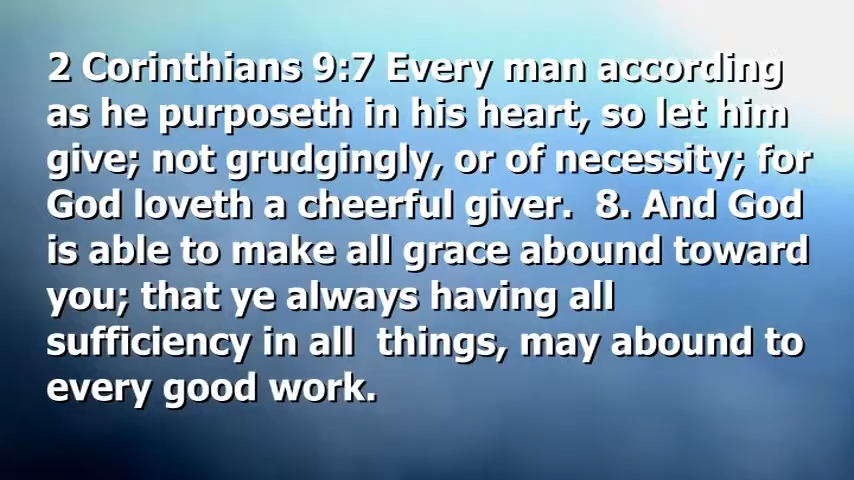 2 Corinthians 9:7 Every man according
as he purposeth in his heart, so let him
give; not grudgingly, or of necessity; for
God loveth a cheerful giver.  8. And God
is able to make all grace abound toward
you; that ye always having all
sufficiency in all  things, may abound to
every good work.